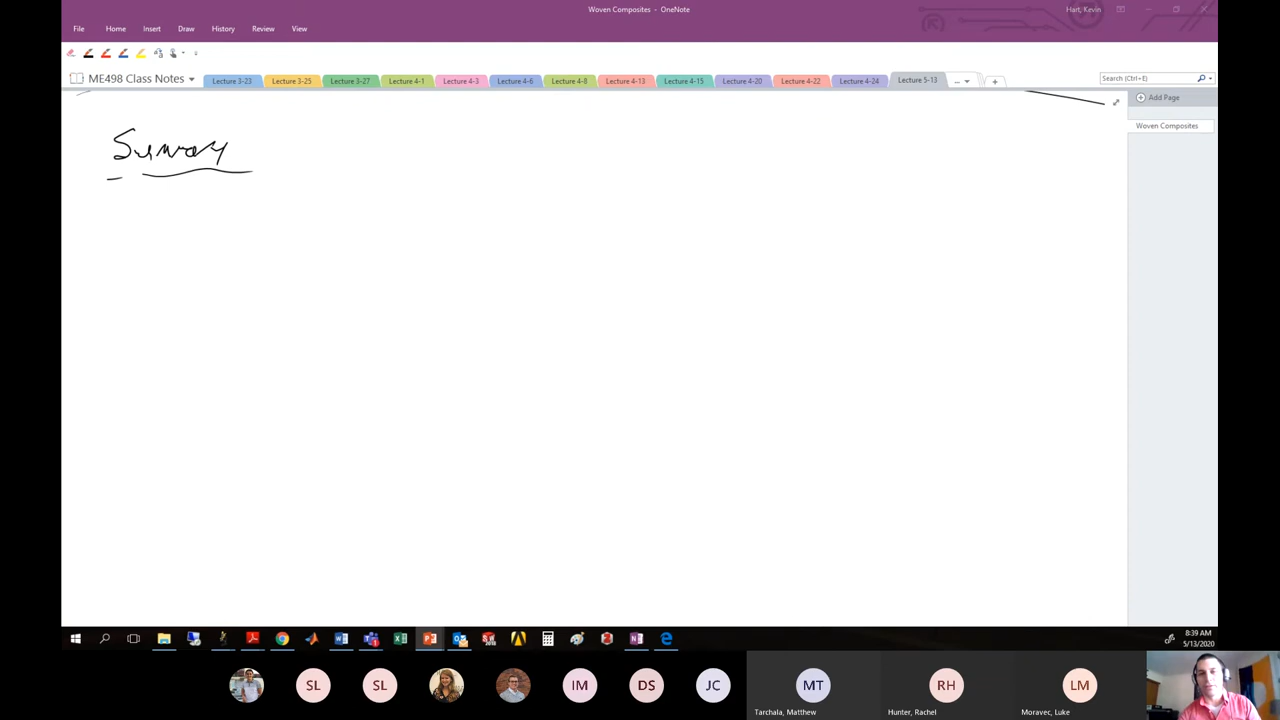 Woven Composites - OneNote
Hart, Kevin
File Home Insert Draw History Review View
ME498 Class Notes Lecture 3-23 Lecture 3-25 Lecture 3-27 Lecture 4-1 Lecture 4-3 Lecture 4-6 Lecture 4-8 Lecture 4-13 Lecture 4-15 Lecture 4-20 Lecture 4-22 Lecture 4-24 Lecture 5-13 Search (Ctrl+E)
Add Page
Woven Composites
8:39 AM
5/13/2020
SL SL IM DS JC MT RH LM
Tarchala, Matthew Hunter, Rachel Moravec, Luke